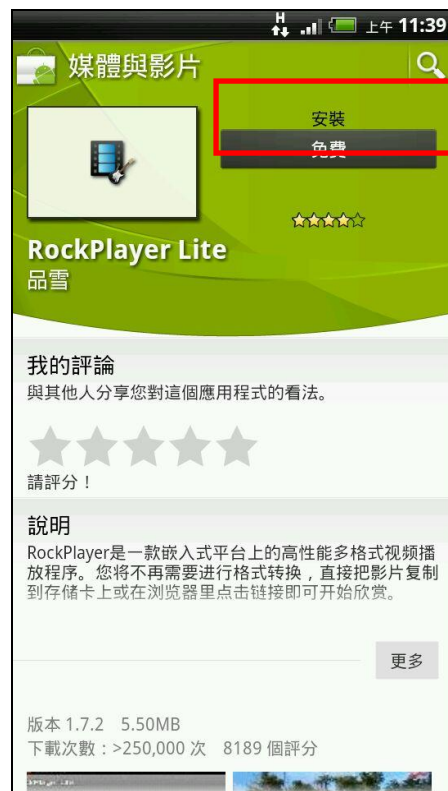 H
上午 11:39
媒體與影片
安裝
免費
RockPlayer Lite
品雪
我的評論
與其他人分享您對這個應用程式的看法。
請評分！
說明
RockPlayer是一款嵌入式平台上的高性能多格式视频播
放程序。您将不再需要进行格式转换，直接把影片复制
到存储卡上或在浏览器里点击链接即可开始欣赏。
更多
版本 1.7.2 5.50MB
下載次數：>250,000 次 8189 個評分